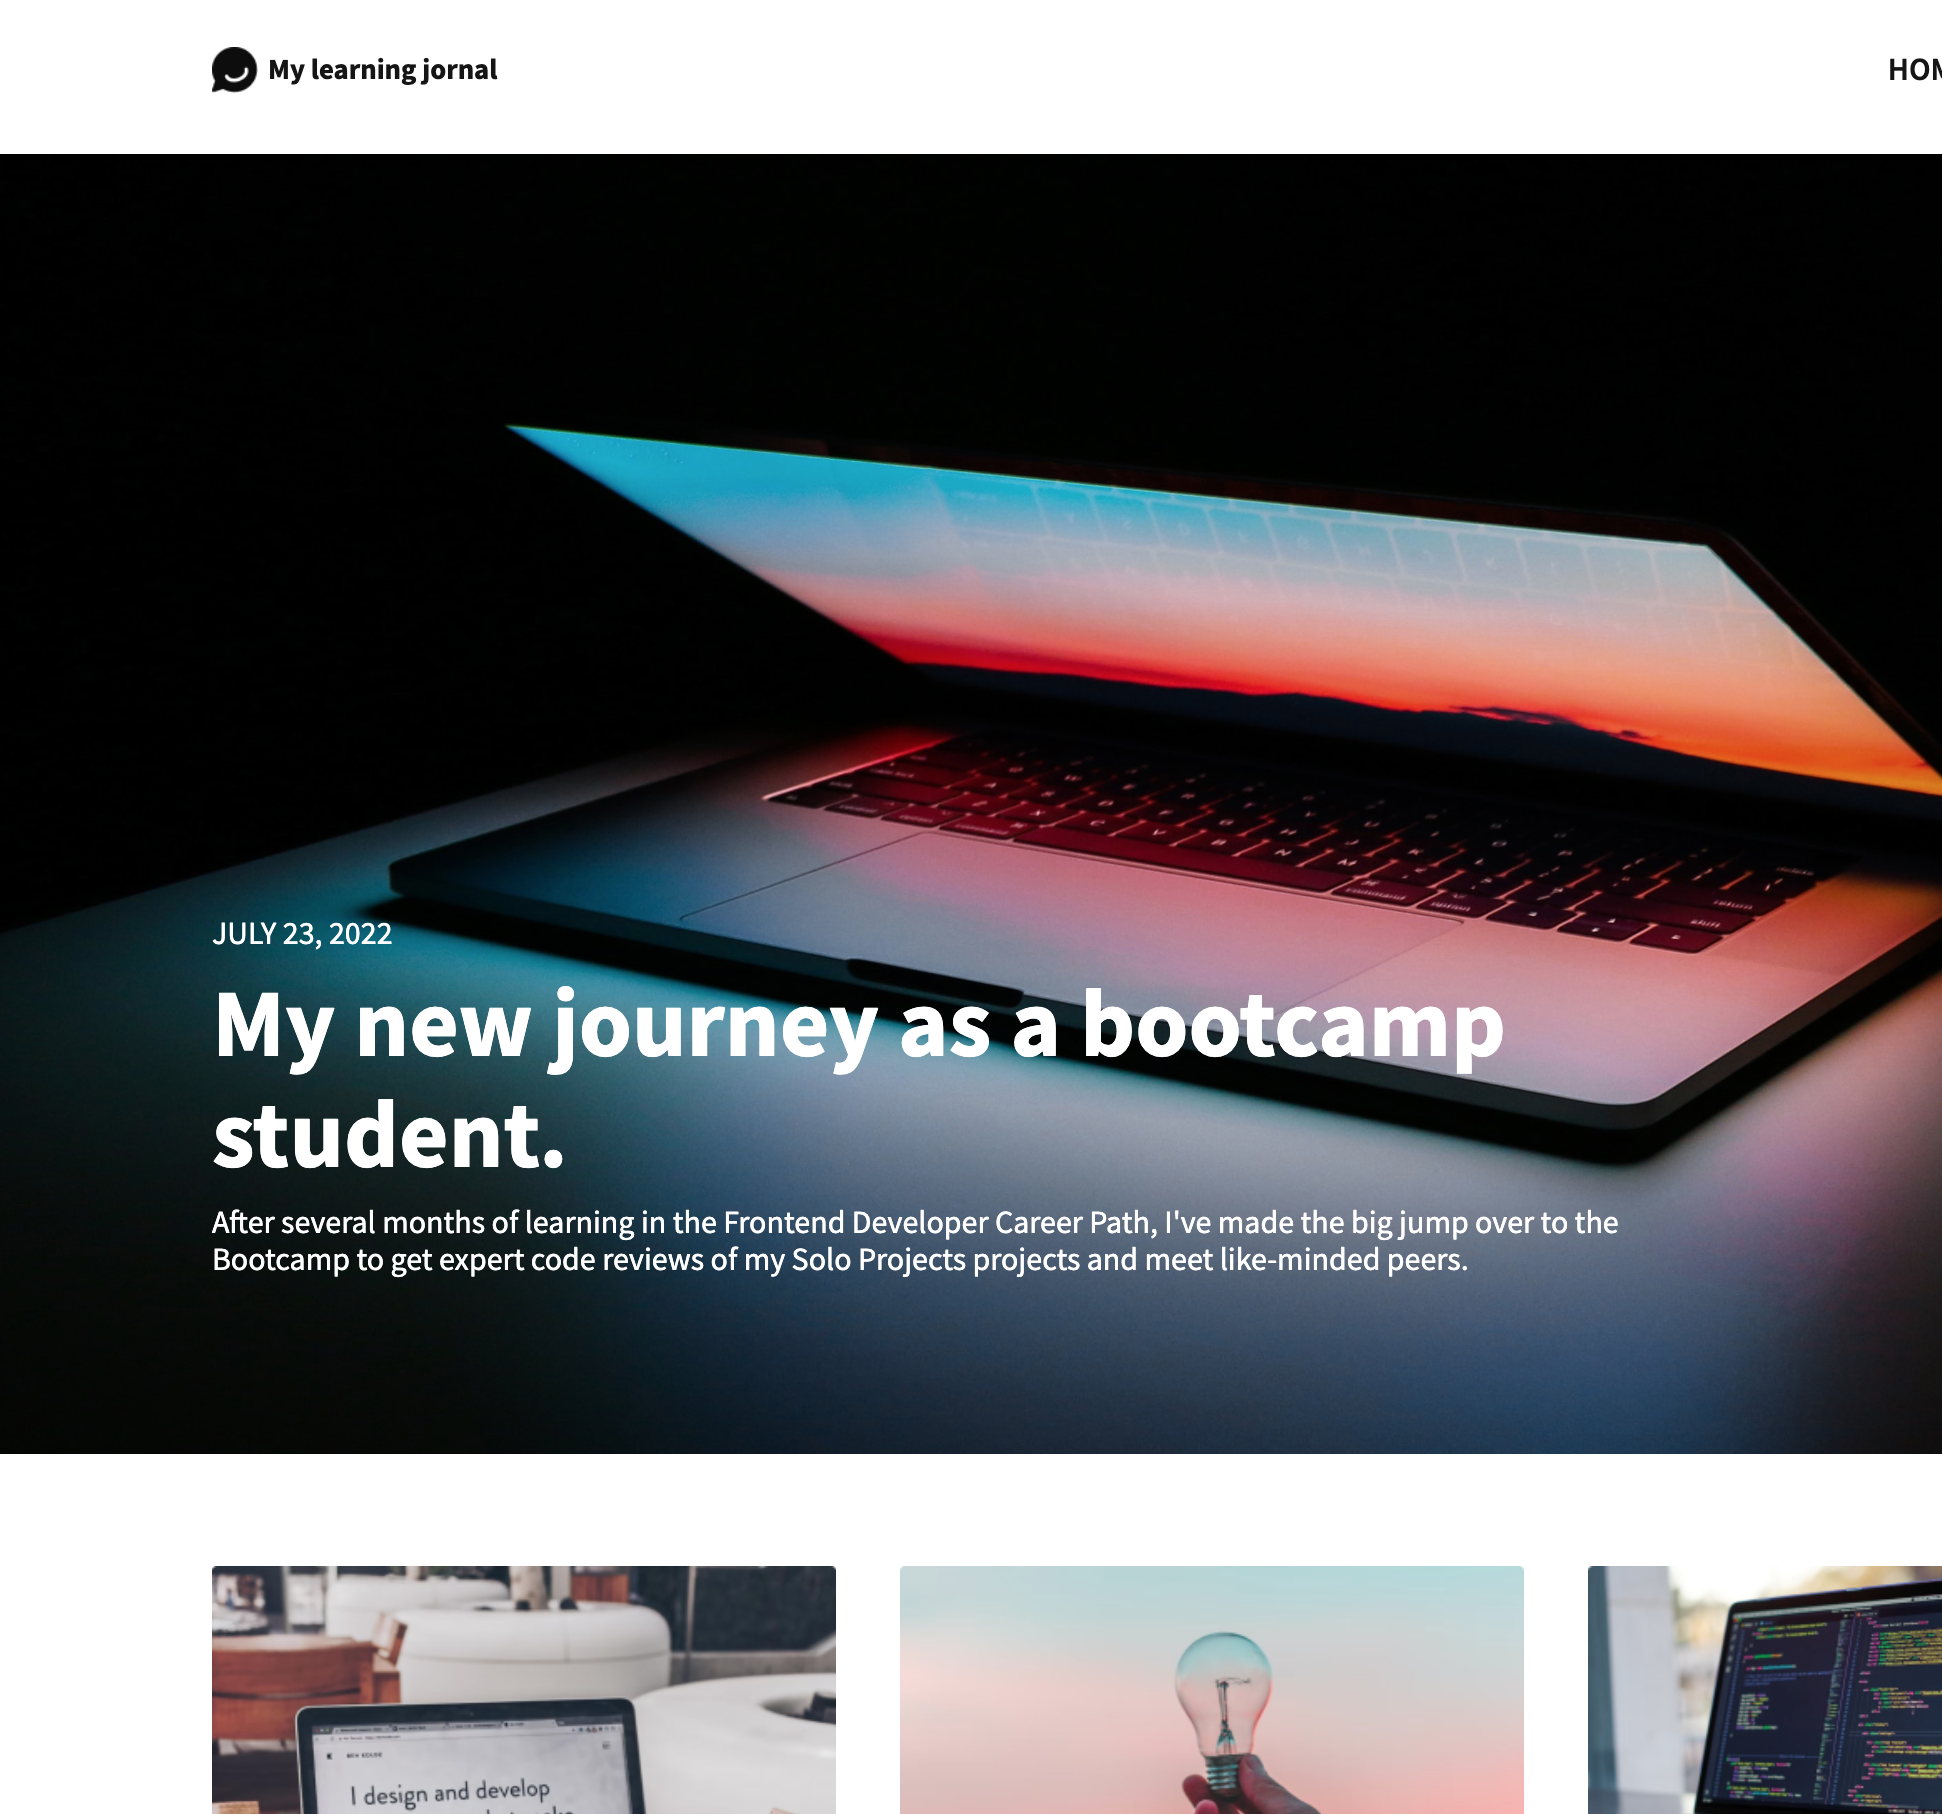 My learning jornal
HOM
JULY 23, 2022
My new journey as a bootcamp
student.
After several months of learning in the Frontend Developer Career Path, I've made the big jump over to the
Bootcamp to get expert code reviews of my Solo Projects projects and meet like-minded peers.
I design and develop